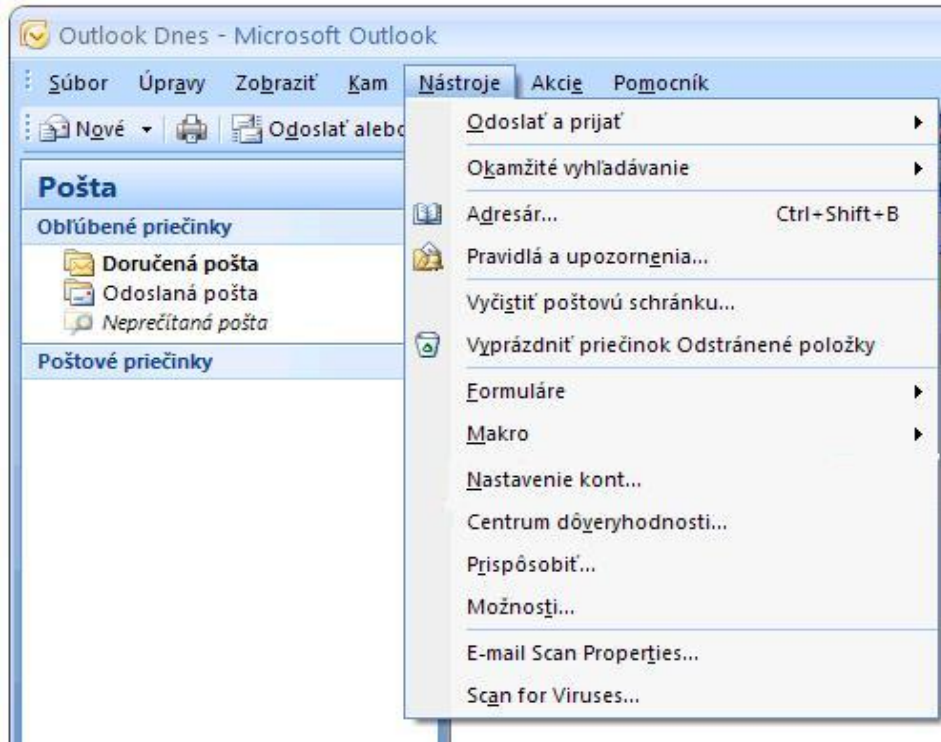 Outlook Dnes - Microsoft Outlook
Súbor Úpravy Zobraziť Kam Nástroje Akcie Pomocník
Nové Odoslať alebo
Pošta
Obľúbené priečinky
Doručená pošta
Odoslaná pošta
Neprečítaná pošta
Poštové priečinky
Odoslať a prijať
Okamžité vyhľadávanie
Adresár... Ctrl+Shift+B
Pravidlá a upozornenia...
Vyčistiť poštovú schránku...
Vyprázdniť priečinok Odstránené položky
Formuláre
Makro
Nastavenie kont...
Centrum dôveryhodnosti...
Prispôsobiť...
Možnosti...
E-mail Scan Properties...
Scan for Viruses...